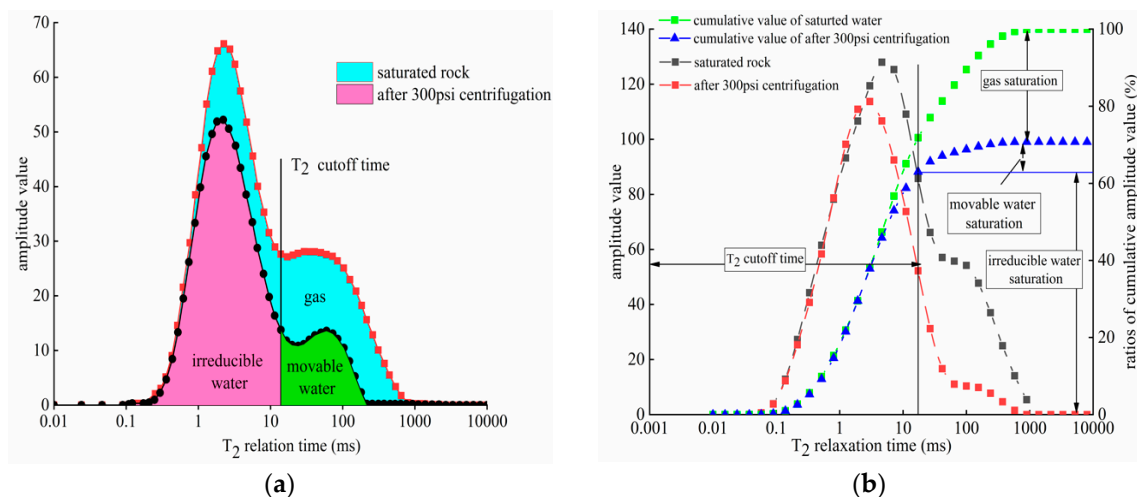 70
60
50
40
30
20
10
0
amplitude value
saturated rock
after 300psi centrifugation
T2 cutoff time
gas
irreducible
water
movable
water
0.01 0.1 1 10 100 1000 10000
T2 relation time (ms)
(a)
140
120
100
80
60
40
20
0
amplitude value
cumulative value of saturted water
cumulative value of after 300psi centrifugation
saturated rock
after 300psi centrifugation
gas saturation
movable water
saturation
irreducible water
saturation
T2 cutoff time
100
80
60
40
20
0
ratios of cumulative amplitude value (%)
0.001 0.01 0.1 1 10 100 1000 10000
T2 relaxation time (ms)
(b)